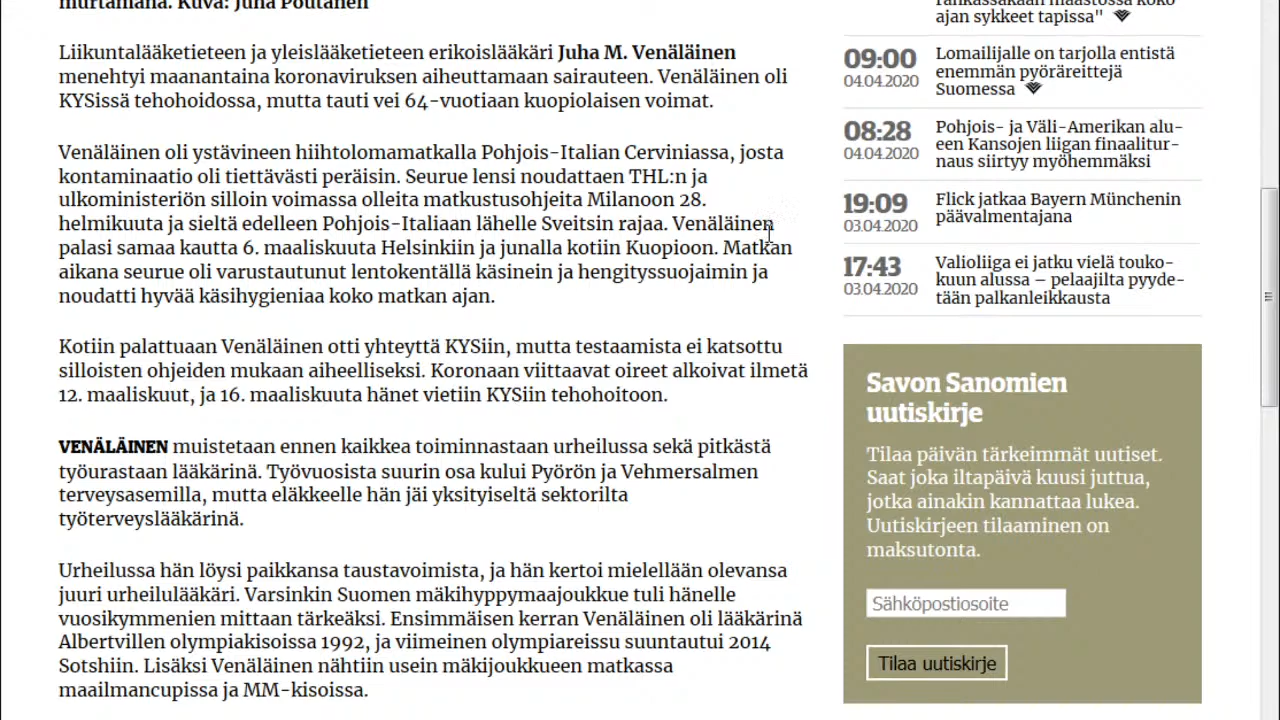 murtamana. Kuva: Juha Poutanen
Liikuntalääketieteen ja yleislääketieteen erikoislääkäri Juha M. Venäläinen
menehtyi maanantaina koronaviruksen aiheuttamaan sairauteen. Venäläinen oli
KYSissä tehohoidossa, mutta tauti vei 64-vuotiaan kuopiolaisen voimat.
Venäläinen oli ystävineen hiihtolomamatkalla Pohjois-Italian Cerviniassa, josta
kontaminaatio oli tiettävästi peräisin. Seurue lensi noudattaen THL:n ja
ulkoministeriön silloin voimassa olleita matkustusohjeita Milanoon 28.
helmikuuta ja sieltä edelleen Pohjois-Italiaan lähelle Sveitsin rajaa. Venäläinen
palasi samaa kautta 6. maaliskuuta Helsinkiin ja junalla kotiin Kuopioon. Matkan
aikana seurue oli varustautunut lentokentällä käsinein ja hengityssuojaimin ja
noudatti hyvää käsihygieniaa koko matkan ajan.
Kotiin palattuaan Venäläinen otti yhteyttä KYSiin, mutta testaamista ei katsottu
silloisten ohjeiden mukaan aiheelliseksi. Koronaan viittaavat oireet alkoivat ilmetä
12. maaliskuut, ja 16. maaliskuuta hänet vietiin KYSiin tehohoitoon.
VENÄLÄINEN muistetaan ennen kaikkea toiminnastaan urheilussa sekä pitkästä
työurastaan lääkärinä. Työvuosista suurin osa kului Pyörön ja Vehmersalmen
terveysasemilla, mutta eläkkeelle hän jäi yksityiseltä sektorilta
työterveyslääkärinä.
Urheilussa hän löysi paikkansa taustavoimista, ja hän kertoi mielellään olevansa
juuri urheilulääkäri. Varsinkin Suomen mäkihyppymaajoukkue tuli hänelle
vuosikymmenien mittaan tärkeäksi. Ensimmäisen kerran Venäläinen oli lääkärinä
Albertvillen olympiakisoissa 1992, ja viimeinen olympiareissu suuntautui 2014
Sotshiin. Lisäksi Venäläinen nähtiin usein mäkijoukkueen matkassa
maailmancupissa ja MM-kisoissa.
rankassakaan maastossa koko
ajan sykkeet tapissa"
09:00
04.04.2020
Lomailijalle on tarjolla entistä
enemmän pyöräreittejä
Suomessa
08:28
04.04.2020
Pohjois- ja Väli-Amerikan alu-
een Kansojen liigan finaalitur-
naus siirtyy myöhemmäksi
19:09
03.04.2020
Flick jatkaa Bayern Münchenin
päävalmentajana
17:43
03.04.2020
Valioliiga ei jatku vielä touko-
kuun alussa – pelaajilta pyyde-
tään palkanleikkausta
Savon Sanomien
uutiskirje
Tilaa päivän tärkeimmät uutiset.
Saat joka iltapäivä kuusi juttua,
jotka ainakin kannattaa lukea.
Uutiskirjeen tilaaminen on
maksutonta.
Sähköpostiosoite
Tilaa uutiskirje